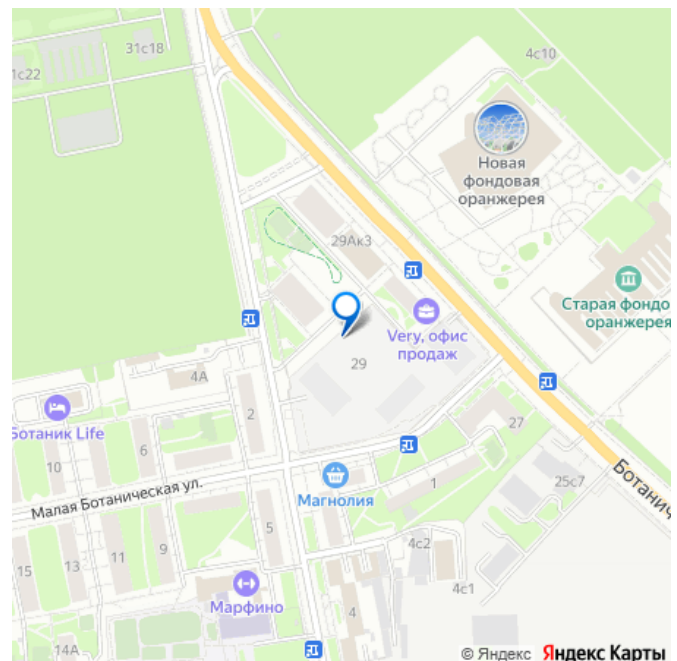 31с18
1с22
4с10
Новая
фондовая
оранжерея
29Ак3
Старая фондо
оранжерея
Very, офис
продаж
29
4А
2
Ботаник Life
6
10
27
Ботанич
25с7
Малая Ботаническая ул.
Магнолия
1
5
9
11
13
15
4с2
4с1
Марфино
4
14А
© Яндекс Яндекс Карты